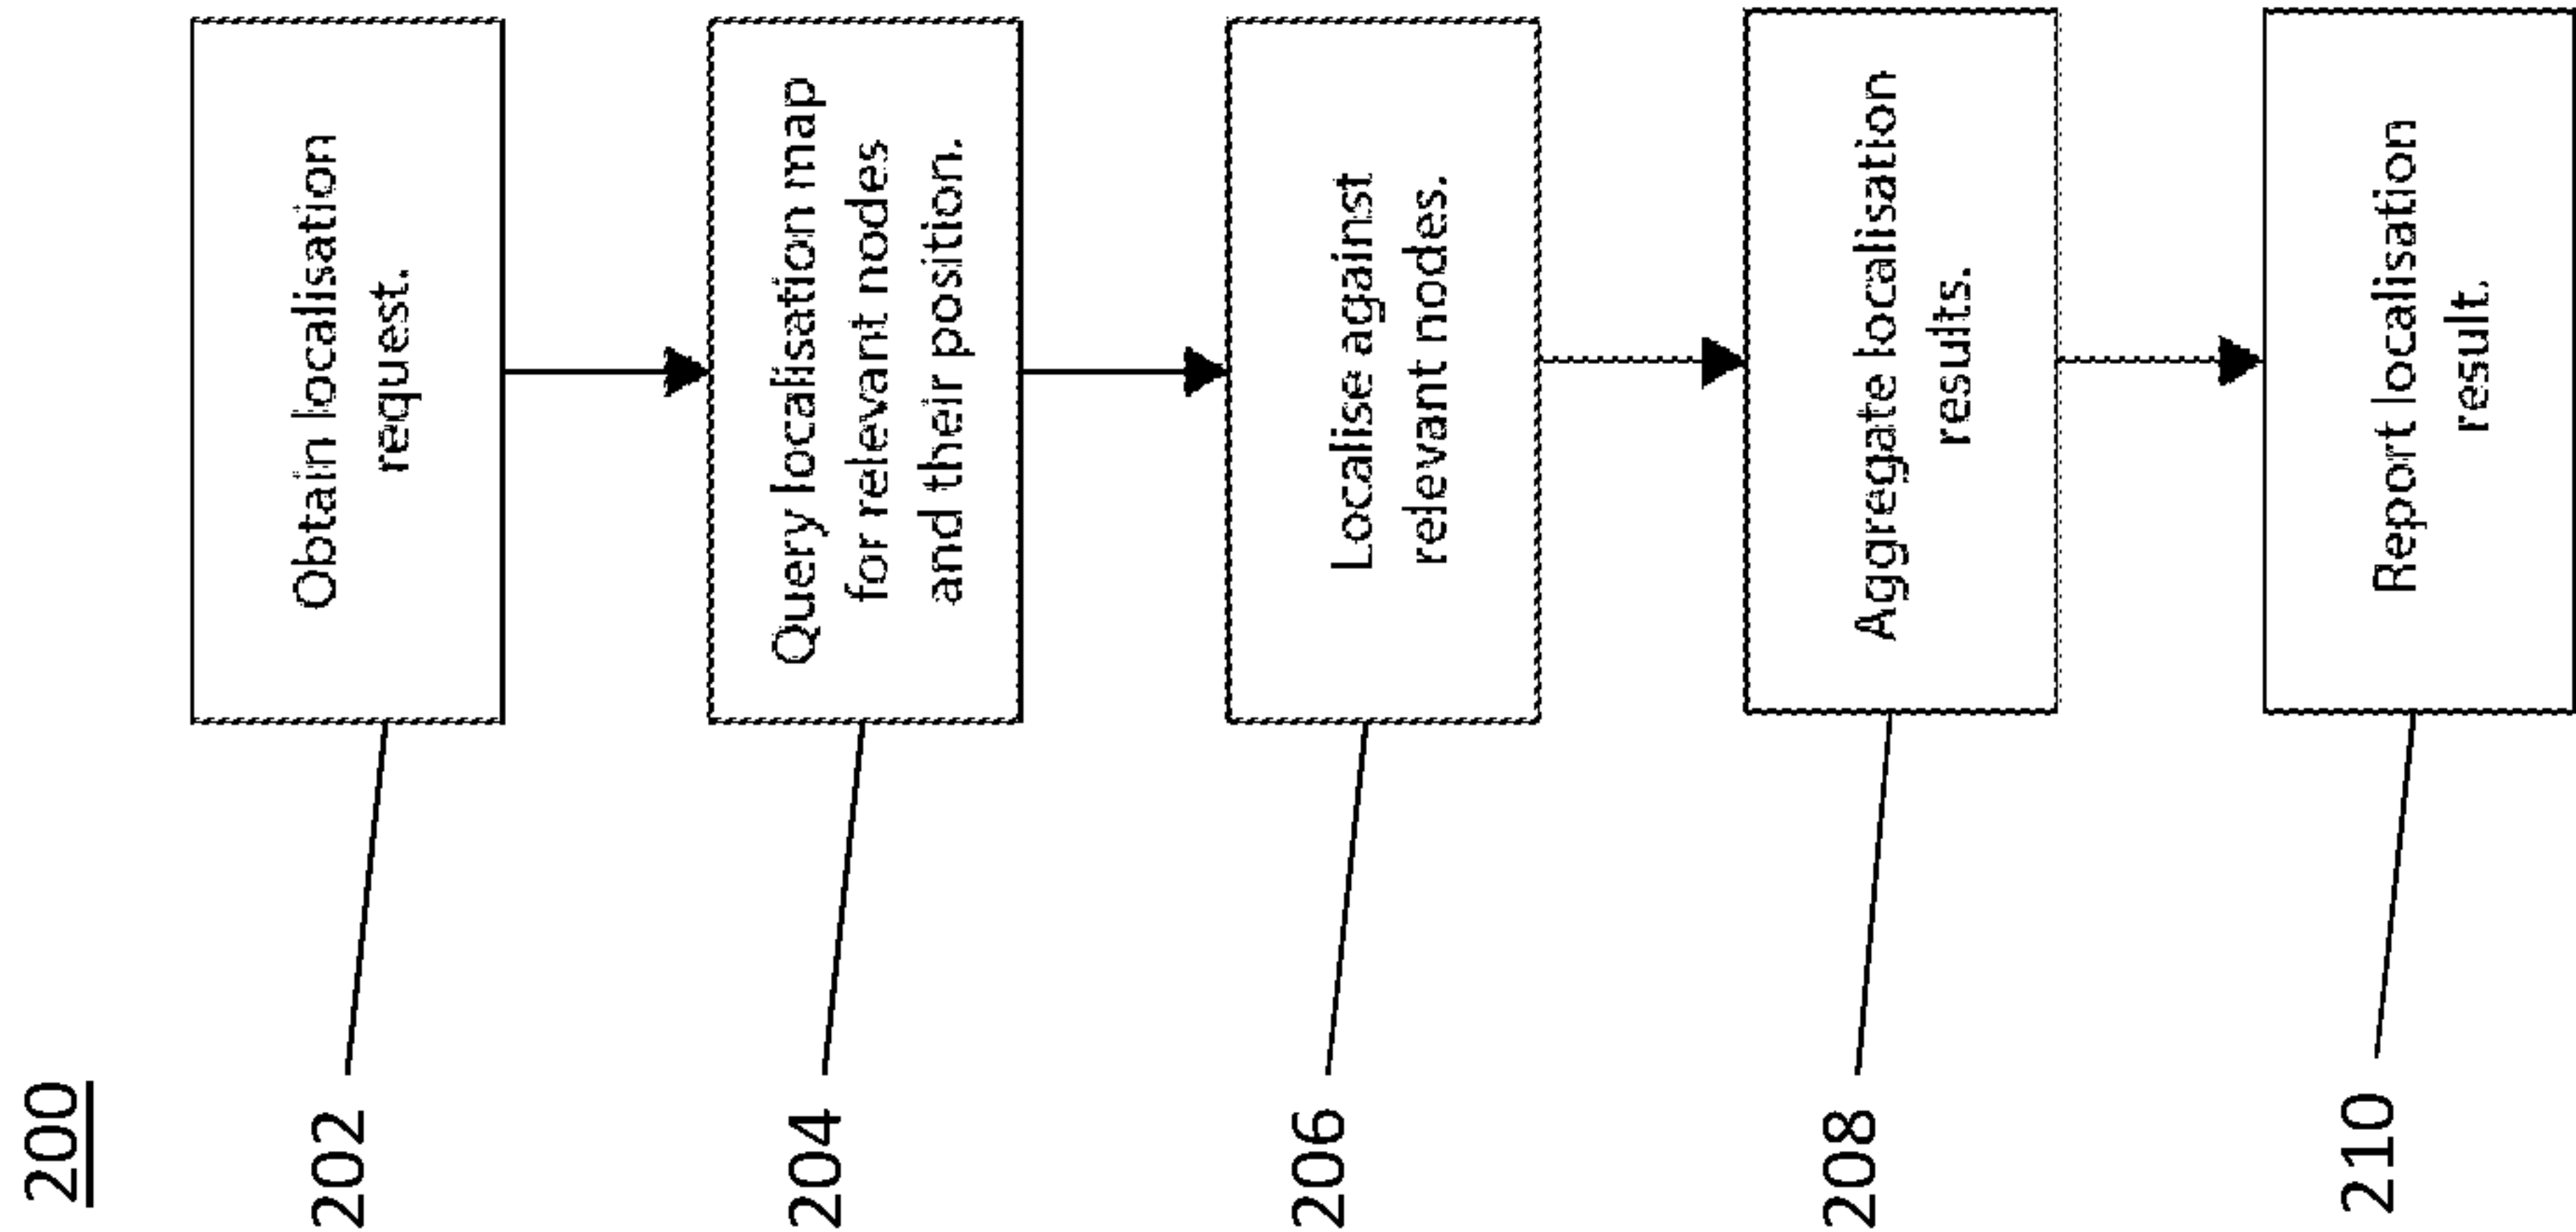 200
202
Obtain localisation
request.
204
Query localisation map
for relevant nodes
and their position.
206
Localise against
relevant nodes.
208
Aggregate localisation
results.
210
Report localisation
result.